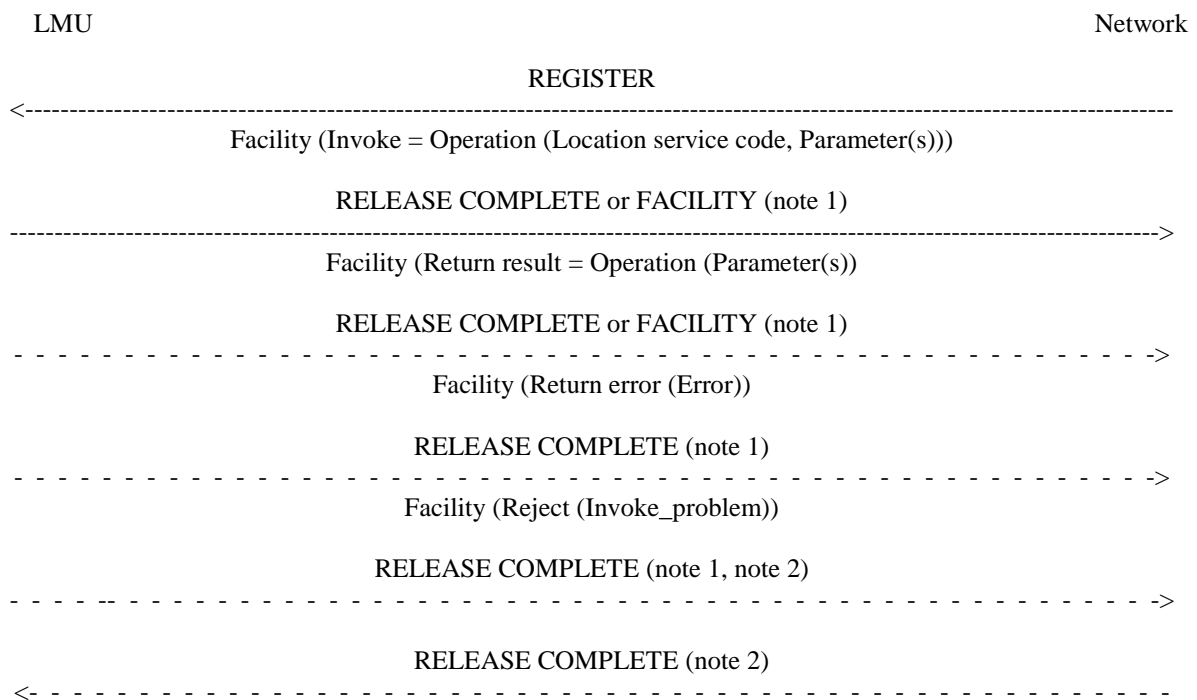 LMU Network
REGISTER
<------------------------------------------------------------------------------------------------------------------------------------
Facility (Invoke = Operation (Location service code, Parameter(s)))
RELEASE COMPLETE or FACILITY (note 1)
------------------------------------------------------------------------------------------------------------------------------------>
Facility (Return result = Operation (Parameter(s))
RELEASE COMPLETE or FACILITY (note 1)
- - - - - - - - - - - - - - - - - - - - - - - - - - - - - - - - - - - - - - - - - - - - - - - - - - - ->
Facility (Return error (Error))
RELEASE COMPLETE (note 1)
- - - - - - - - - - - - - - - - - - - - - - - - - - - - - - - - - - - - - - - - - - - - - - - - - - - ->
Facility (Reject (Invoke_problem))
RELEASE COMPLETE (note 1, note 2)
- - - - -- - - - - - - - - - - - - - - - - - - - - - - - - - - - - - - - - - - - - - - - - - - - - - ->
RELEASE COMPLETE (note 2)
<- - - - - - - - - - - - - - - - - - - - - - - - - - - - - - - - - - - - - - - - - - - - - - - - - - -